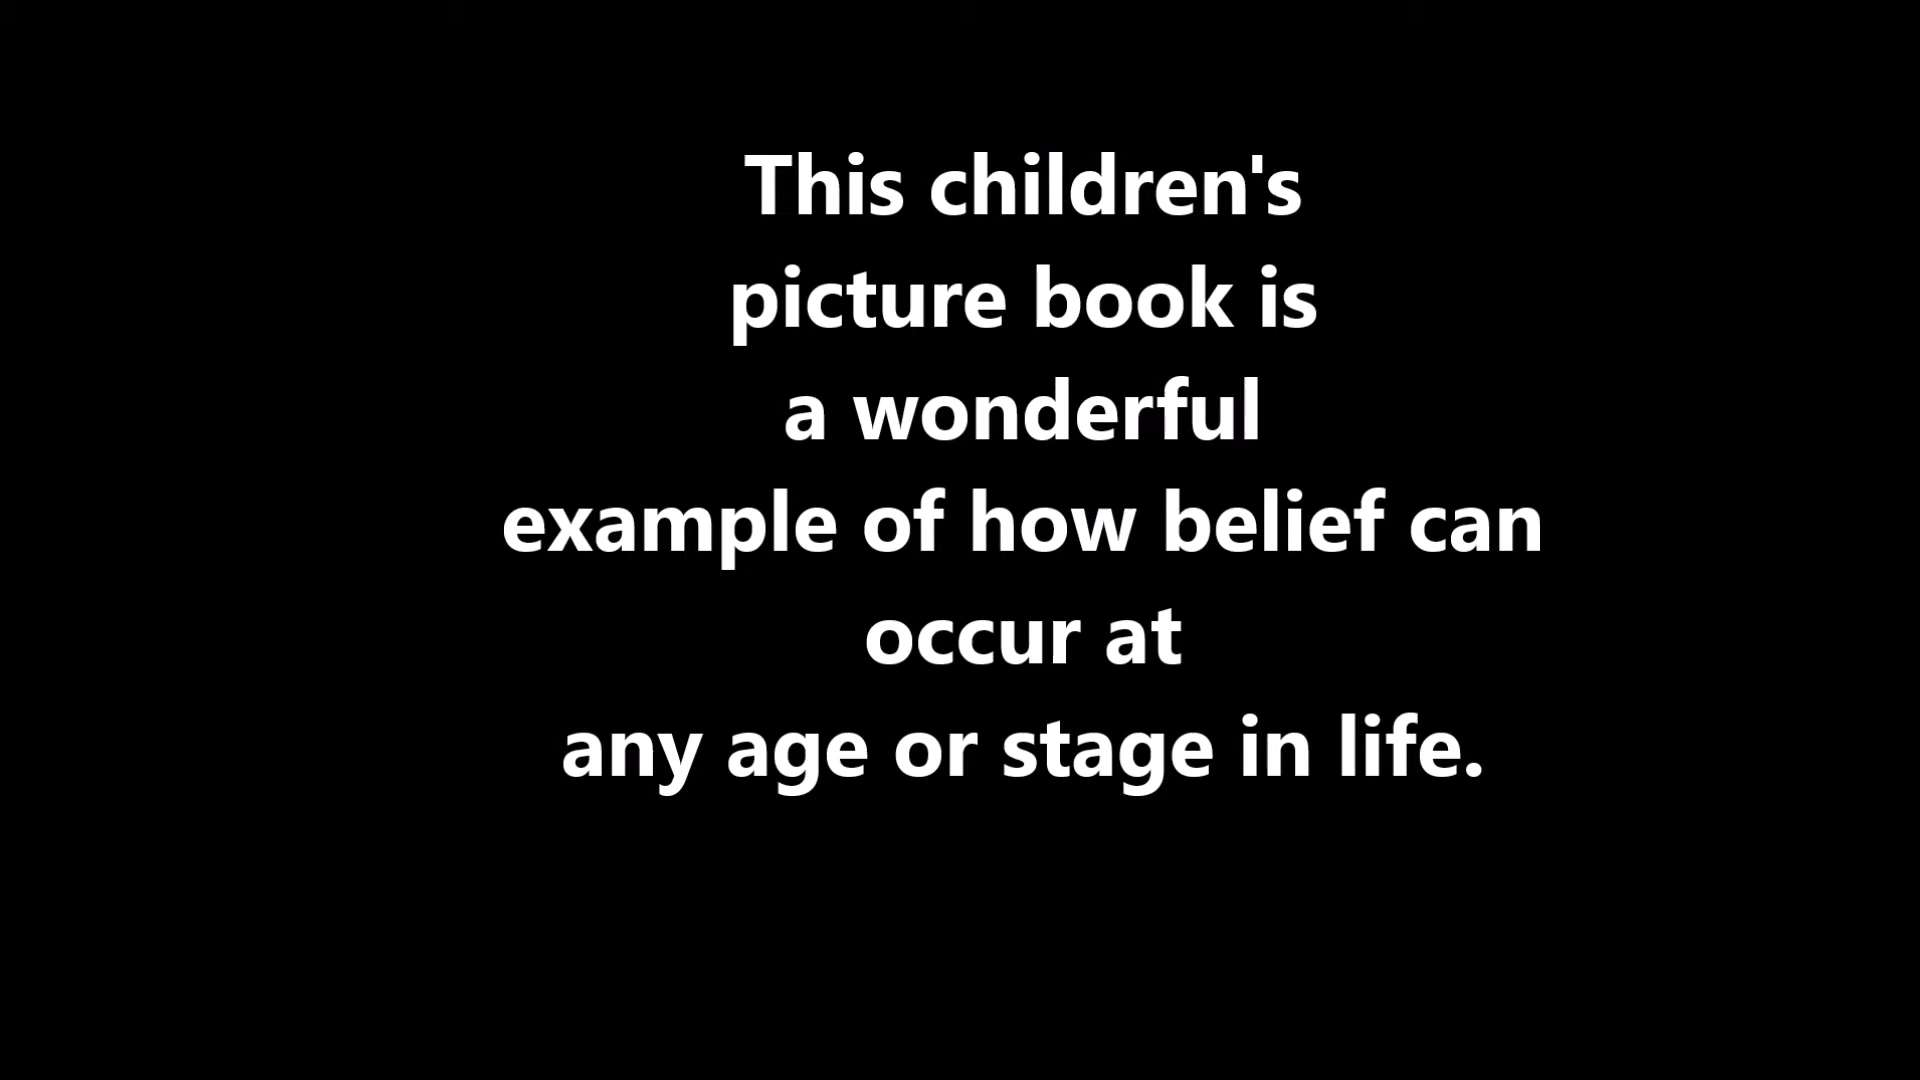 This children's
picture book is
a wonderful
example of how belief can
occur at
any age or stage in life.